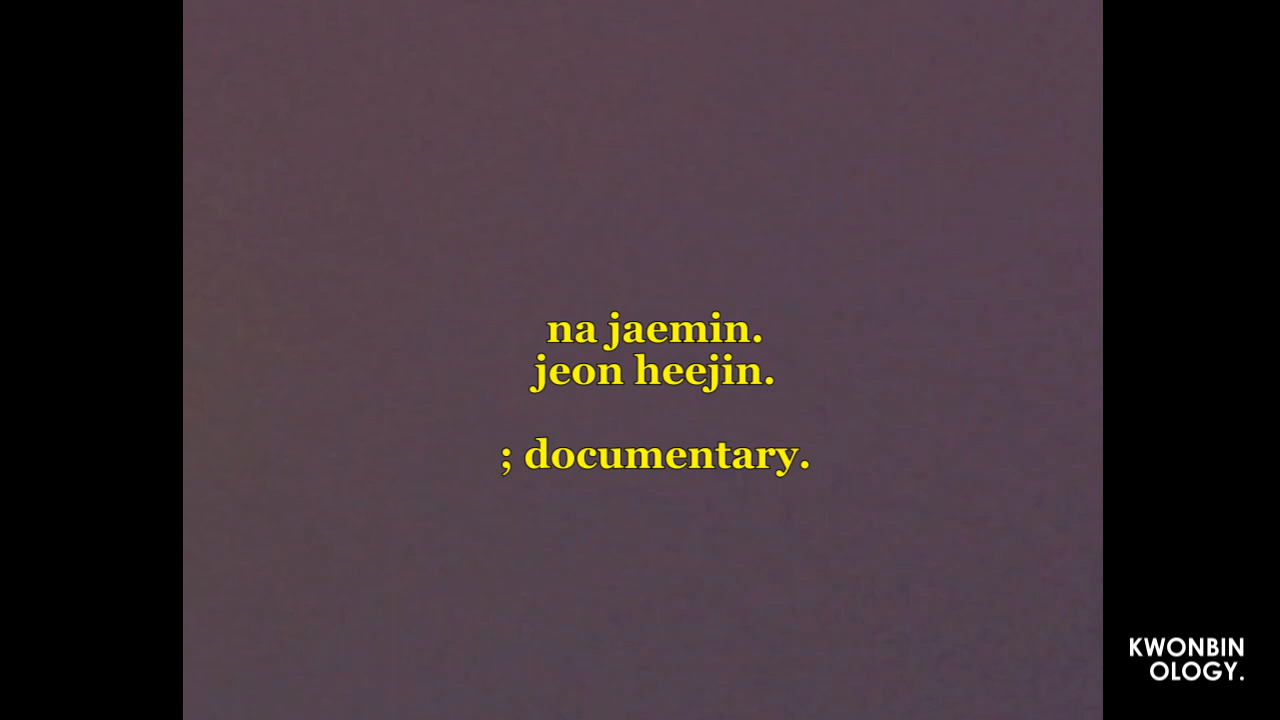 na jaemin.
jeon heejin.
; documentary.
KWONBIN
OLOGY.